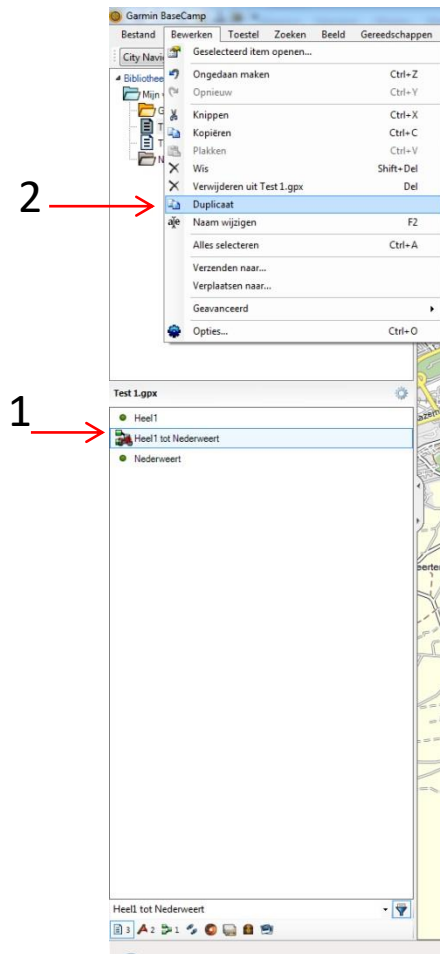 Garmin BaseCamp
Bestand Bewerken Toestel Zoeken Beeld Gereedschappen
City Navi
Geselecteerd item openen...
Bibliothee
Ongedaan maken Ctrl+Z
Mijn
Opnieuw Ctrl+Y
G
Knippen Ctrl+X
T
Kopiëren Ctrl+C
T
Plakken Ctrl+V
N
Wis Shift+Del
Verwijderen uit Test 1.gpx Del
2
Duplicaat
Naam wijzigen F2
Alles selecteren Ctrl+A
Verzenden naar...
Verplaatsen naar...
Geavanceerd
Opties... Ctrl+O
Test 1.gpx
1
Heel1
Heel1 tot Nederweert
Nederweert
Heel1 tot Nederweert
3 2 1